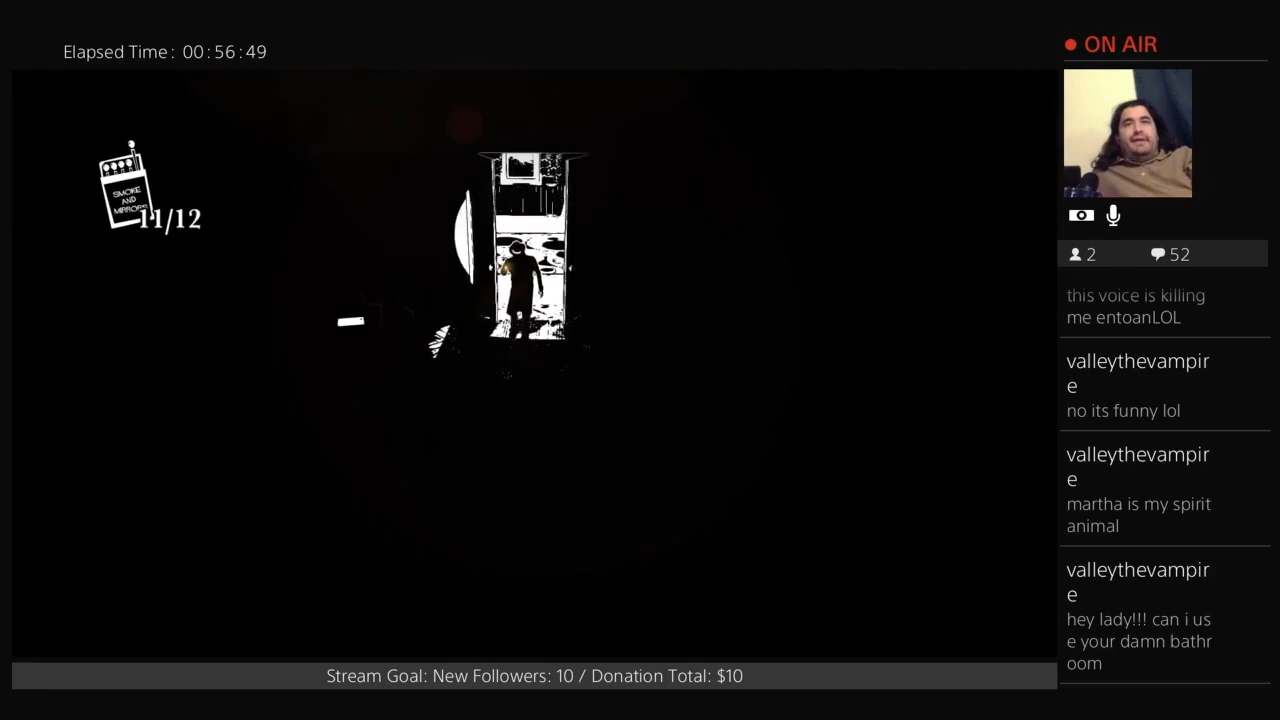 Elapsed Time: 00:56:49
ON AIR
SMOKE
AND
MIRRORS
11/12
2
52
this voice is killing
me entoanLOL
valleythevampir
e
no its funny lol
valleythevampir
e
martha is my spirit
animal
valleythevampir
e
hey lady!!! can i us
e your damn bathr
oom
Stream Goal: New Followers: 10 / Donation Total: $10